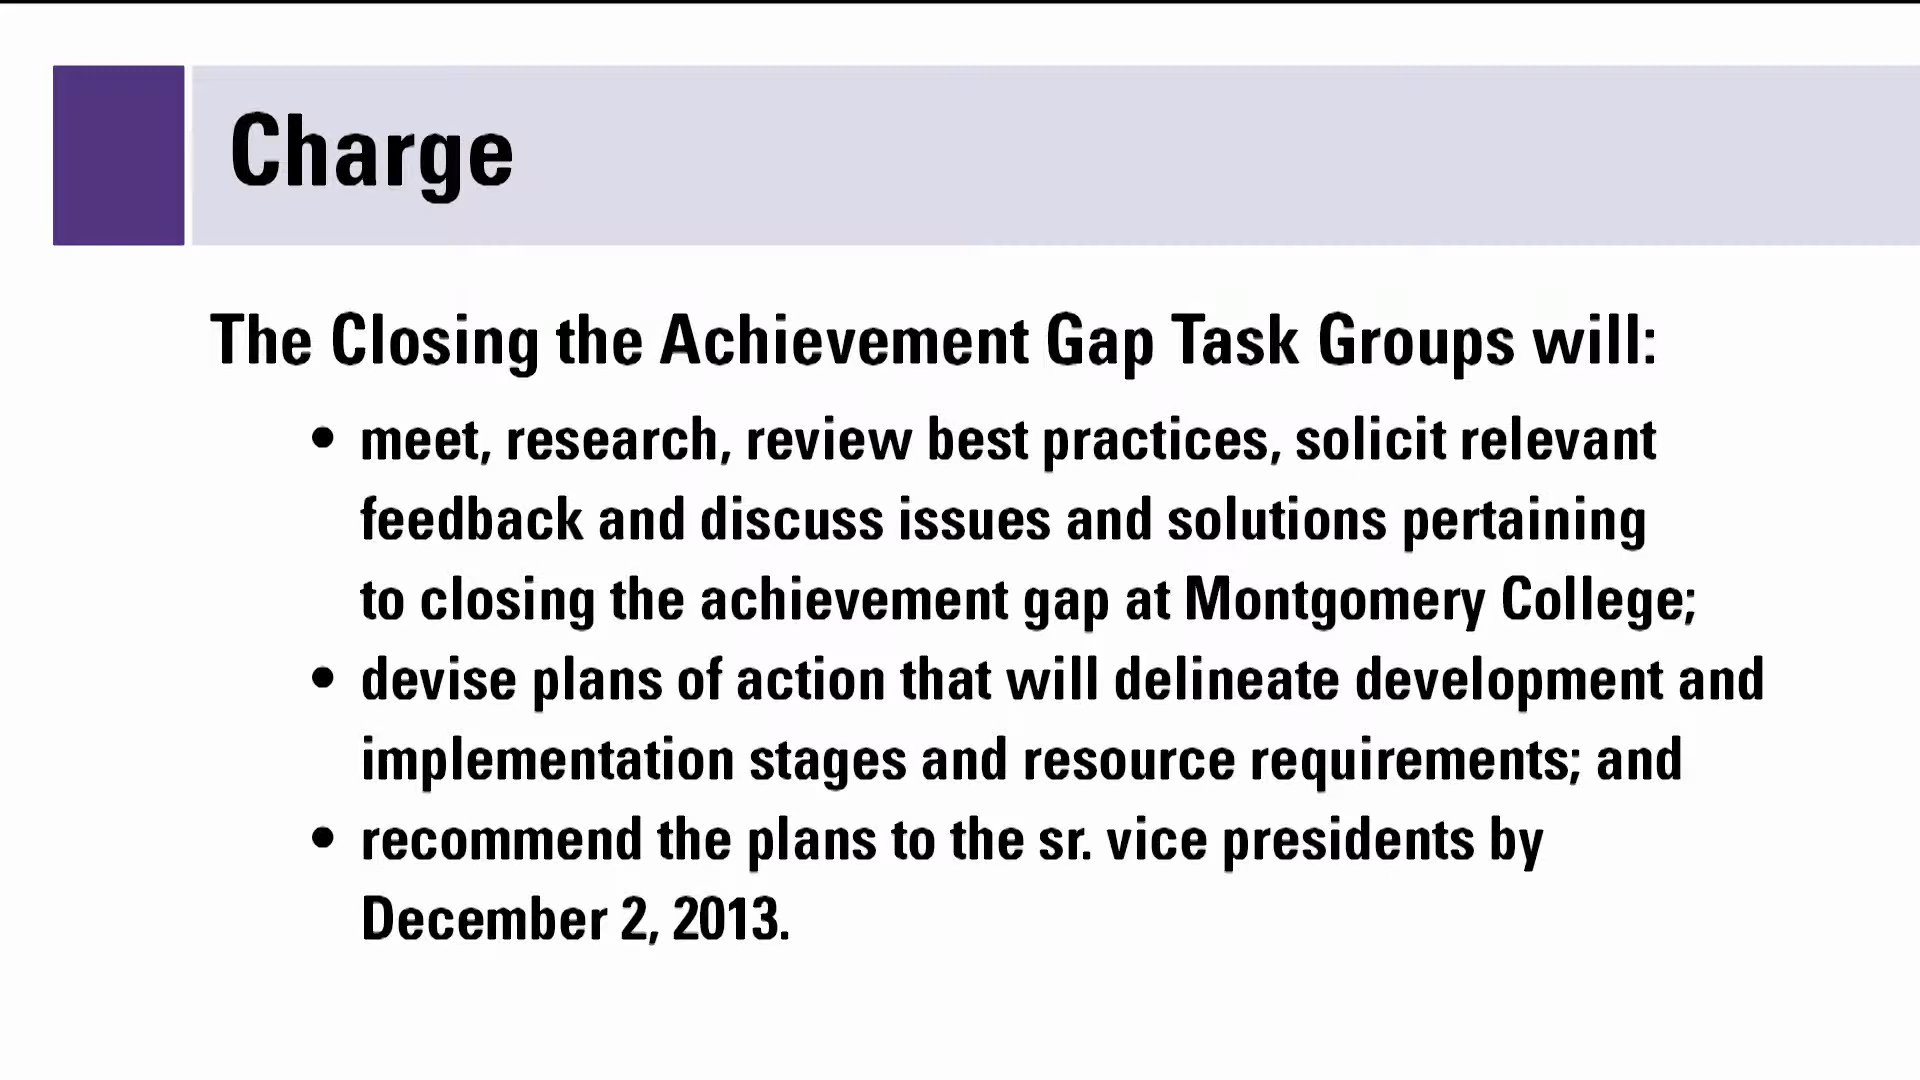 Charge
The Closing the Achievement Gap Task Groups will:
• meet, research, review best practices, solicit relevant
feedback and discuss issues and solutions pertaining
to closing the achievement gap at Montgomery College;
• devise plans of action that will delineate development and
implementation stages and resource requirements; and
• recommend the plans to the sr. vice presidents by
December 2, 2013.